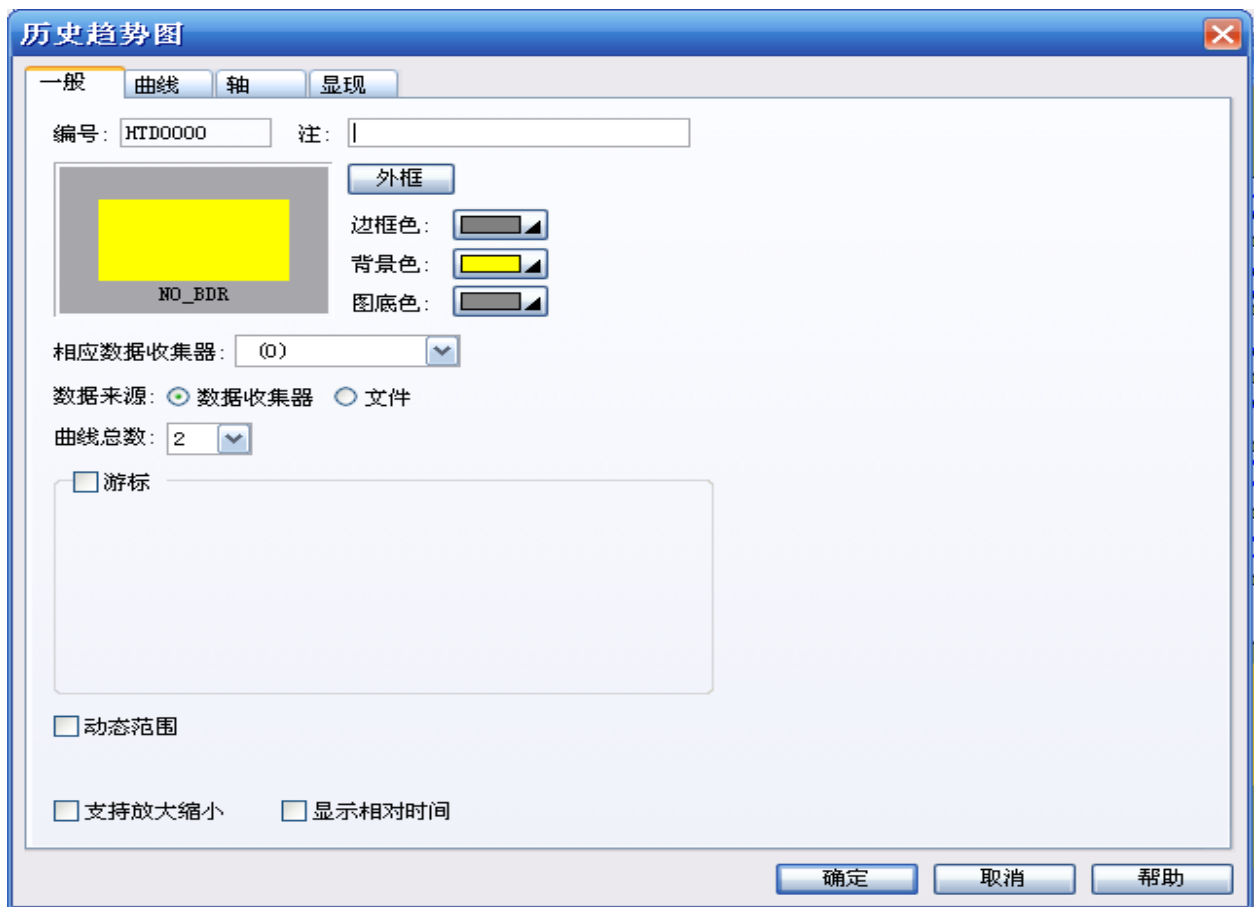 历史趋势图
一般 曲线 轴 显现
编号: HTD0000 注:
外框
边框色:
背景色:
NO_BDR
图底色:
相应数据收集器: (0)
数据来源: 数据收集器 文件
曲线总数: 2
游标
动态范围
支持放大缩小 显示相对时间
确定 取消 帮助